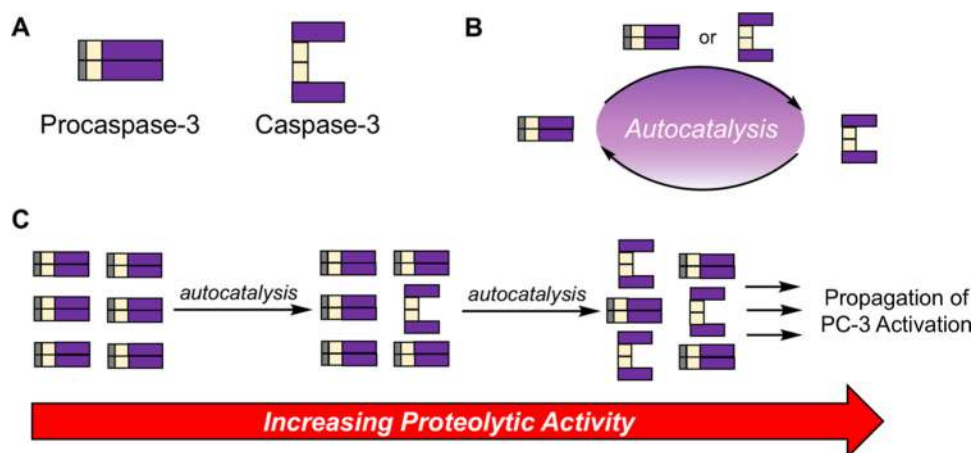 A
Procaspase-3
Caspase-3
B
or
Autocatalysis
C
autocatalysis
autocatalysis
Propagation of
PC-3 Activation
Increasing Proteolytic Activity